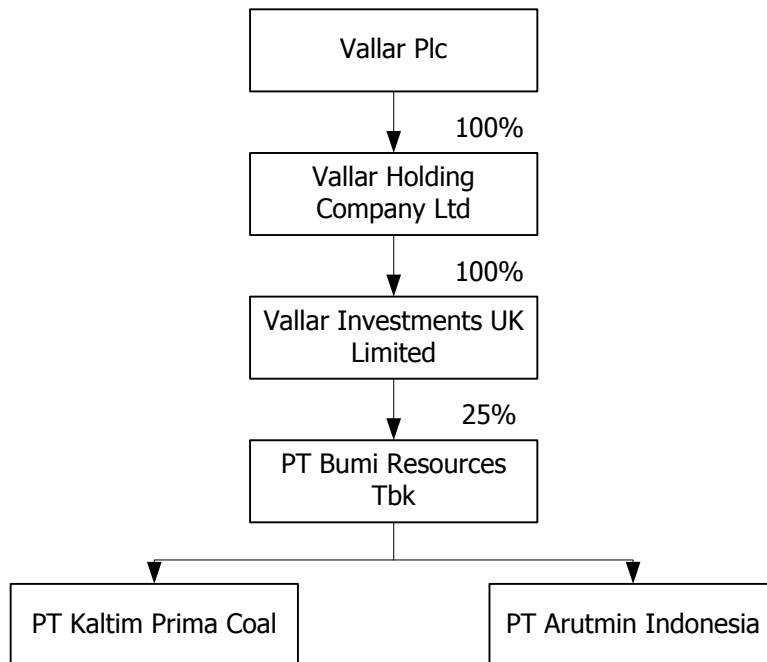 Vallar Plc
100%
Vallar Holding
Company Ltd
100%
Vallar Investments UK
Limited
25%
PT Bumi Resources
Tbk
PT Kaltim Prima Coal
PT Arutmin Indonesia